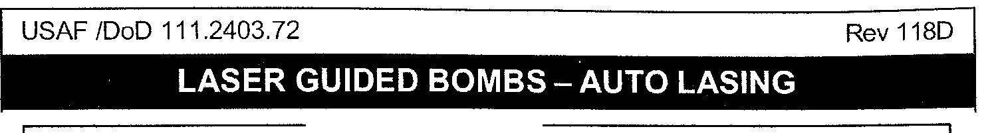 USAF /DoD 111.2403.72
Rev 118D
LASER GUIDED BOMBS – AUTO LASING